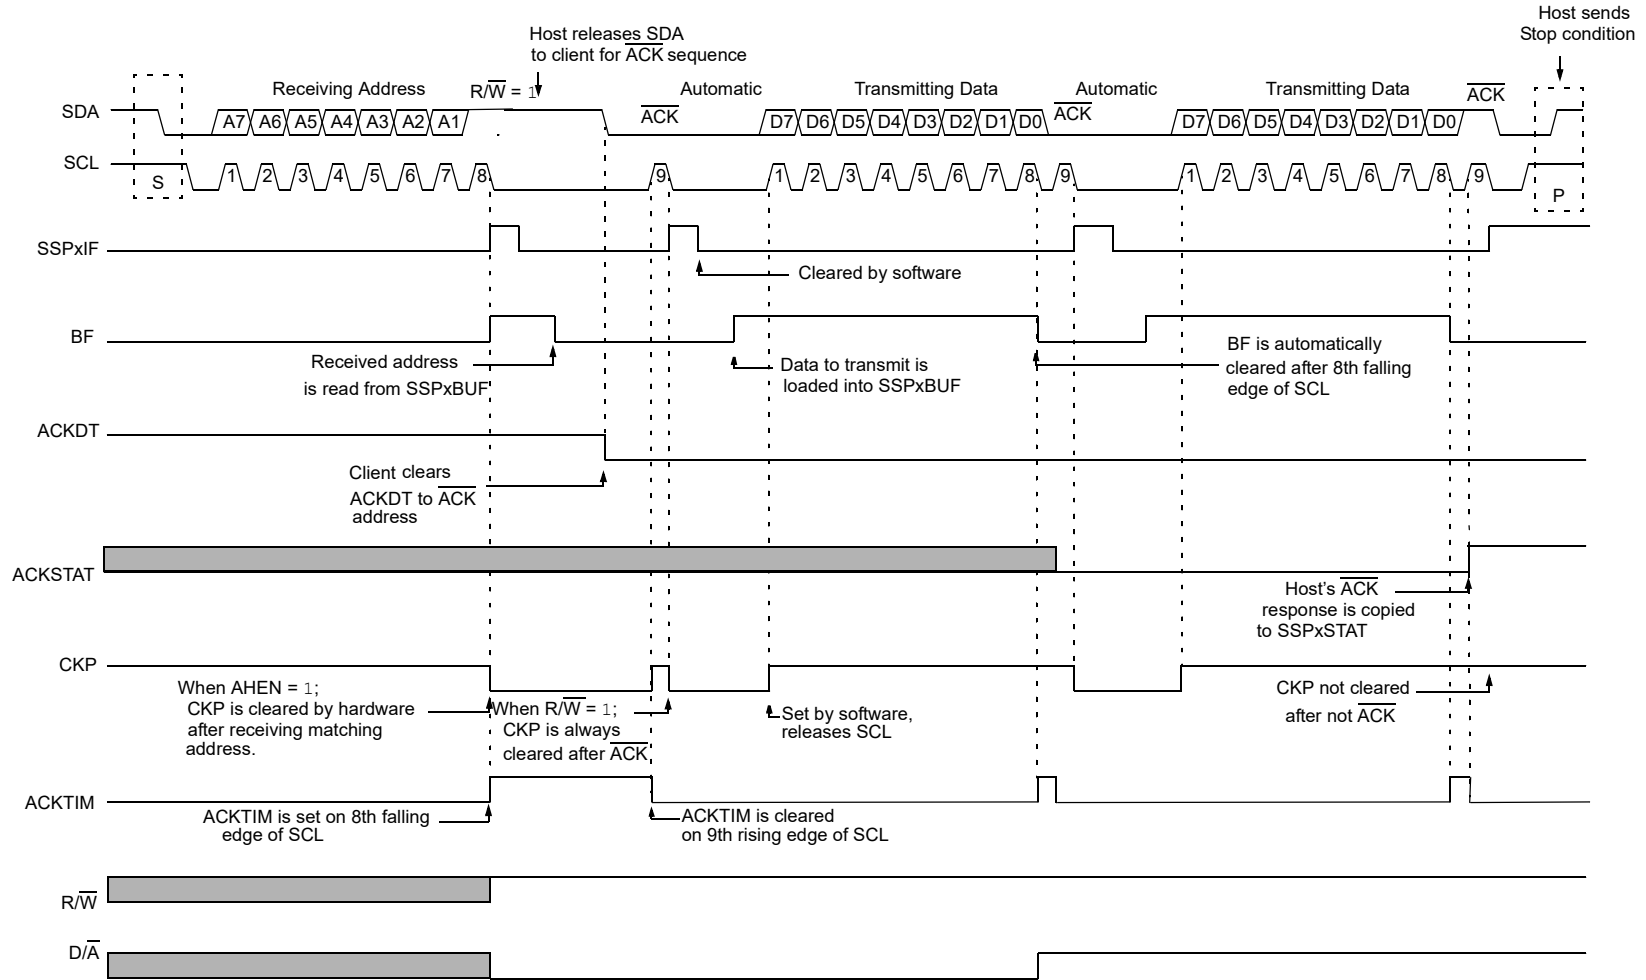 Host sends
Stop condition
Host releases SDA
to client for A̅C̅K̅ sequence
Receiving Address
R/W̅ = 1
Automatic
Transmitting Data
Automatic
Transmitting Data
A̅C̅K̅
SDA
A7 A6 A5 A4 A3 A2 A1
A̅C̅K̅
D7 D6 D5 D4 D3 D2 D1 D0
A̅C̅K̅
D7 D6 D5 D4 D3 D2 D1 D0
SCL
S
1 2 3 4 5 6 7 8 9
1 2 3 4 5 6 7 8 9
1 2 3 4 5 6 7 8 9
P
SSPxIF
Cleared by software
BF
Received address
is read from SSPxBUF
Data to transmit is
loaded into SSPxBUF
BF is automatically
cleared after 8th falling
edge of SCL
ACKDT
Client clears
ACKDT to A̅C̅K̅
address
ACKSTAT
Host's A̅C̅K̅
response is copied
to SSPxSTAT
CKP
When AHEN = 1;
CKP is cleared by hardware
after receiving matching
address.
When R/W̅ = 1;
CKP is always
cleared after A̅C̅K̅
Set by software,
releases SCL
CKP not cleared
after not A̅C̅K̅
ACKTIM
ACKTIM is set on 8th falling
edge of SCL
ACKTIM is cleared
on 9th rising edge of SCL
R/W̅
D/A̅